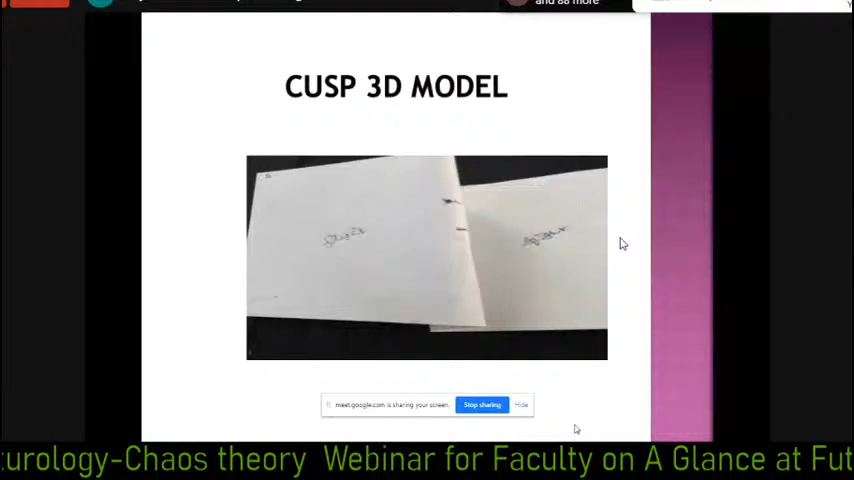 and 88 more
CUSP 3D MODEL
meet.google.com is sharing your screen.
Stop sharing
Hide
urology-Chaos theory Webinar for Faculty on A Glance at Fut